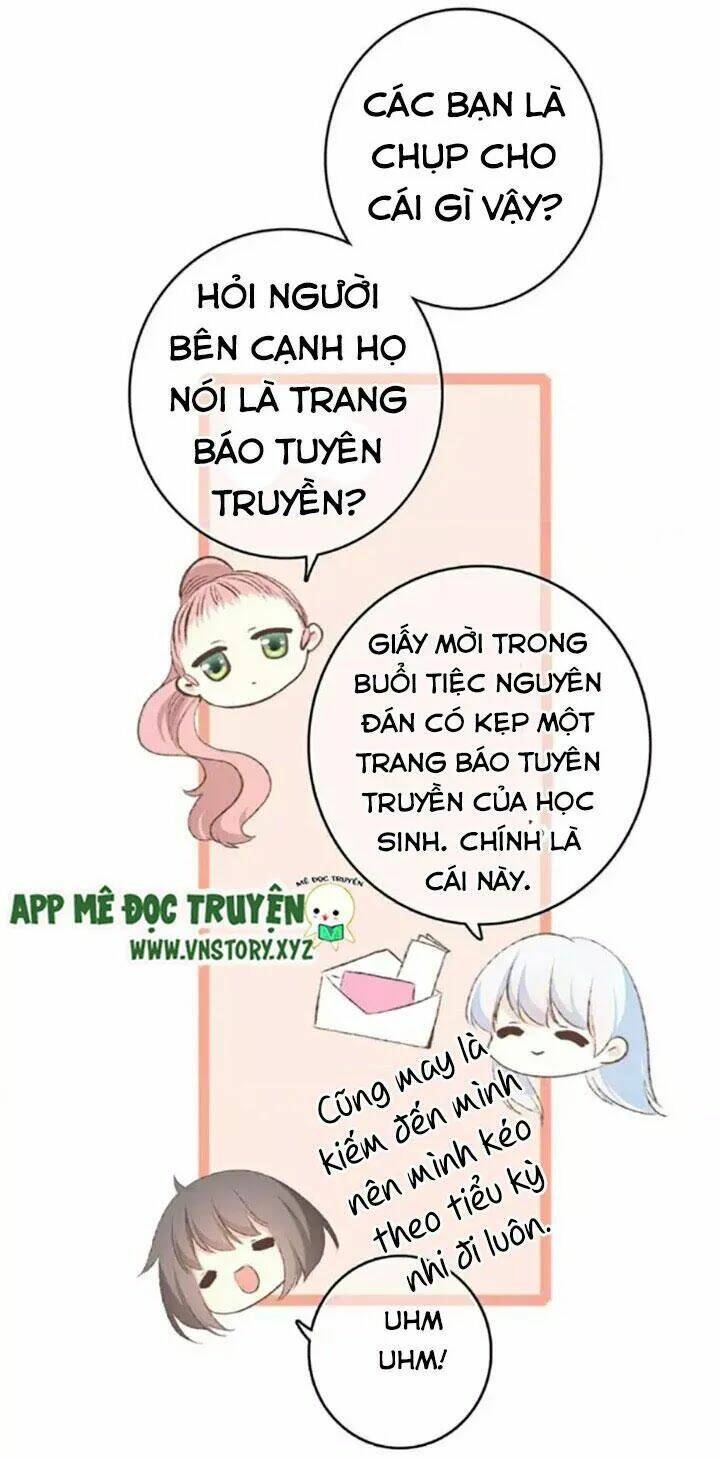 CÁC BẠN LÀ
CHỤP CHO
CÁI GÌ VẬY?
HỎI NGƯỜI
BÊN CẠNH HỌ
NÓI LÀ TRANG
BÁO TUYÊN
TRUYỀN?
GIẤY MỜI TRONG
BUỔI TIỆC NGUYÊN
ĐÁN CÓ KẸP MỘT
TRANG BÁO TUYÊN
TRUYỀN CỦA HỌC
SINH. CHÍNH LÀ
CÁI NÀY.
MÊ ĐỌC TRUYỆN
APP MÊ ĐỌC TRUYỆN
WWW.VNSTORY.XYZ
Cũng may là
kiếm đến mình
nên mình kéo
theo tiểu kỳ
nhi đi luôn.
UHM
UHM!